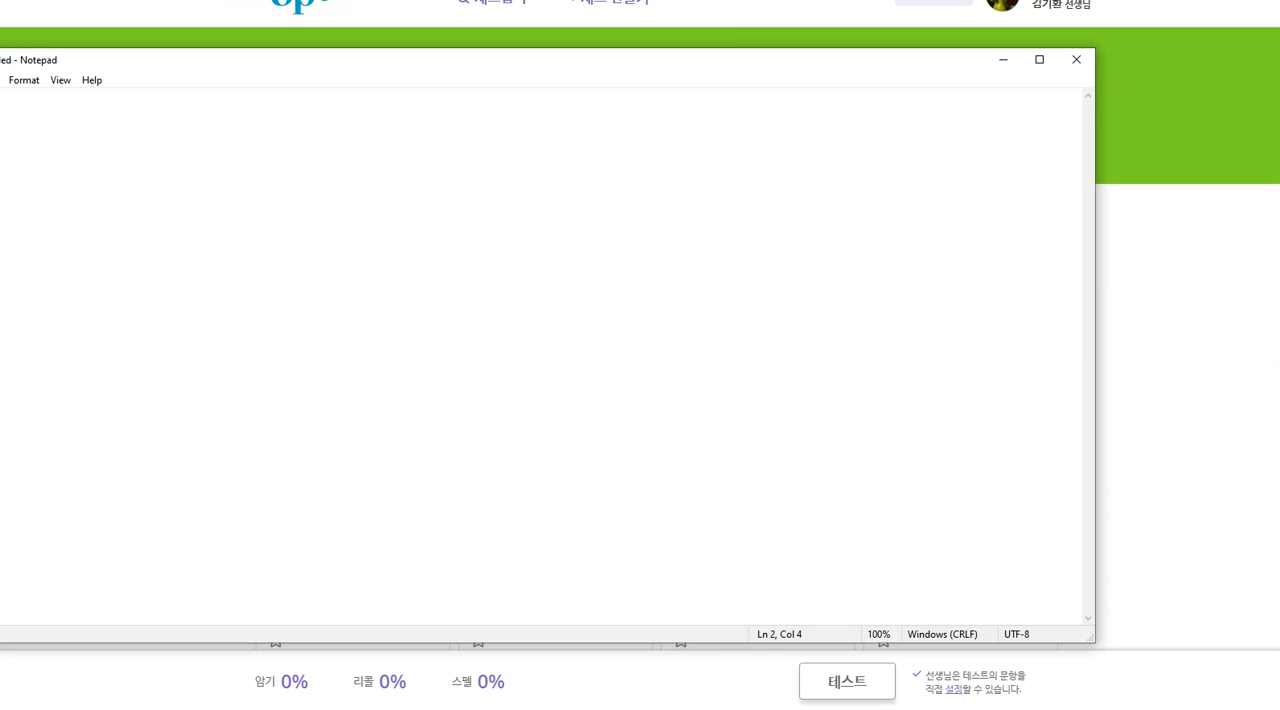 김기환 선생님
led - Notepad
Format View Help
Ln 2, Col 4 100% Windows (CRLF) UTF-8
암기 0% 리콜 0% 스펠 0% 테스트 선생님은 테스트의 문항을
직접 설정할 수 있습니다.